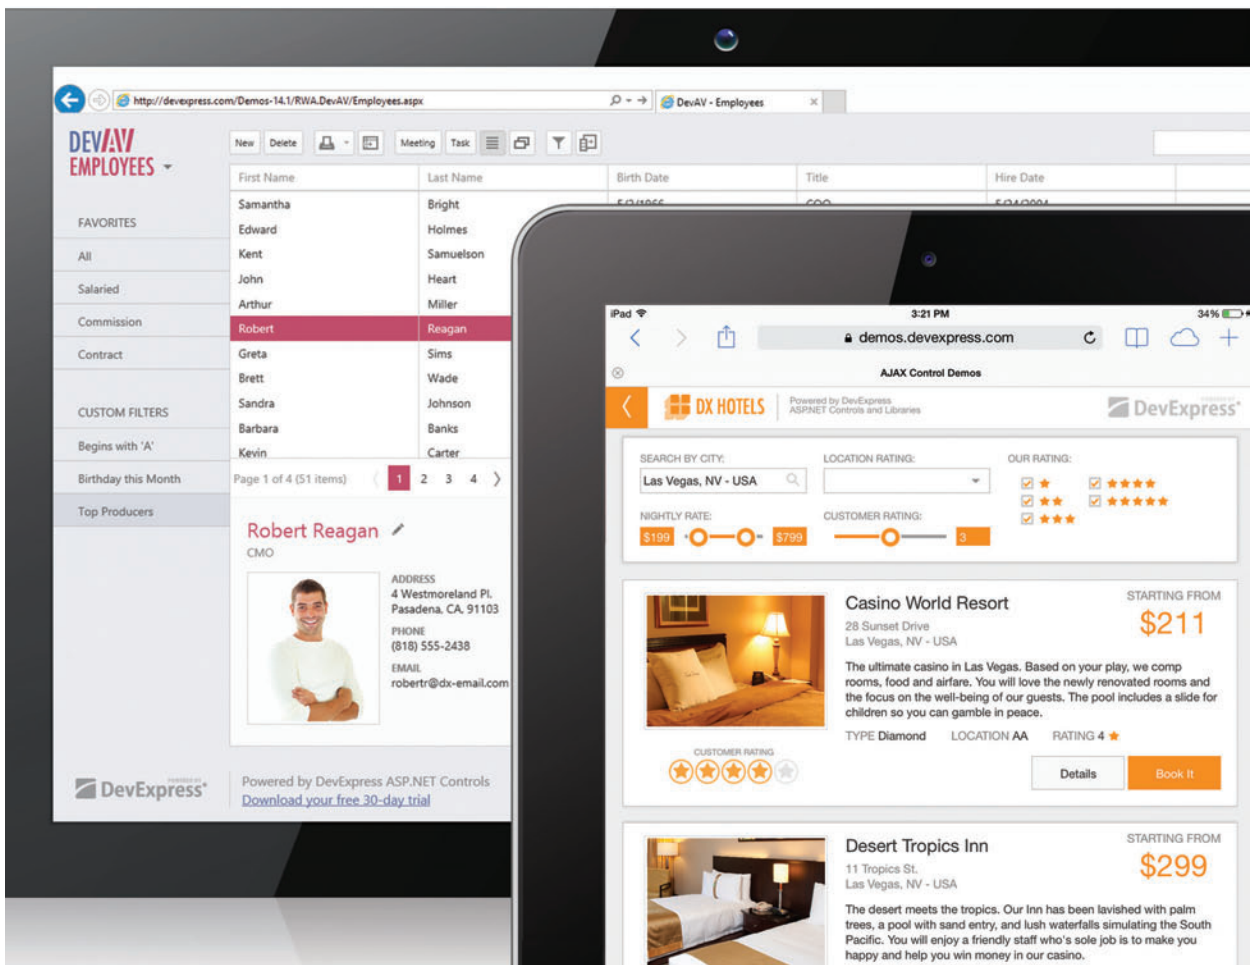 http://devexpress.com/Demos-14.1/RWA.DevAV/Employees.aspx
DevAV - Employees
DEVAV
EMPLOYEES
New Delete Meeting Task
First Name Last Name Birth Date Title Hire Date
Samantha Bright
Edward Holmes
Kent Samuelson
John Heart
Arthur Miller
Robert Reagan
Greta Sims
Brett Wade
Sandra Johnson
Barbara Banks
Kevin Carter
FAVORITES
All
Salaried
Commission
Contract
CUSTOM FILTERS
Begins with 'A'
Birthday this Month
Top Producers
Page 1 of 4 (51 items) 1 2 3 4
Robert Reagan
CMO
ADDRESS
4 Westmoreland Pl.
Pasadena, CA, 91103
PHONE
(818) 555-2438
EMAIL
robertr@dx-email.com
POWERED BY
DevExpress
Powered by DevExpress ASP.NET Controls
Download your free 30-day trial
iPad 3:21 PM 34%
demos.devexpress.com
AJAX Control Demos
DX HOTELS
Powered by DevExpress
ASP.NET Controls and Libraries
POWERED BY
DevExpress
SEARCH BY CITY: LOCATION RATING: OUR RATING:
Las Vegas, NV - USA
NIGHTLY RATE: CUSTOMER RATING:
$199 $799 3
Casino World Resort
28 Sunset Drive
Las Vegas, NV - USA
STARTING FROM
$211
The ultimate casino in Las Vegas. Based on your play, we comp
rooms, food and airfare. You will love the newly renovated rooms and
the focus on the well-being of our guests. The pool includes a slide for
children so you can gamble in peace.
TYPE Diamond LOCATION AA RATING 4
CUSTOMER RATING
Details Book It
Desert Tropics Inn
11 Tropics St.
Las Vegas, NV - USA
STARTING FROM
$299
The desert meets the tropics. Our Inn has been lavished with palm
trees, a pool with sand entry, and lush waterfalls simulating the South
Pacific. You will enjoy a friendly staff who's sole job is to make you
happy and help you win money in our casino.